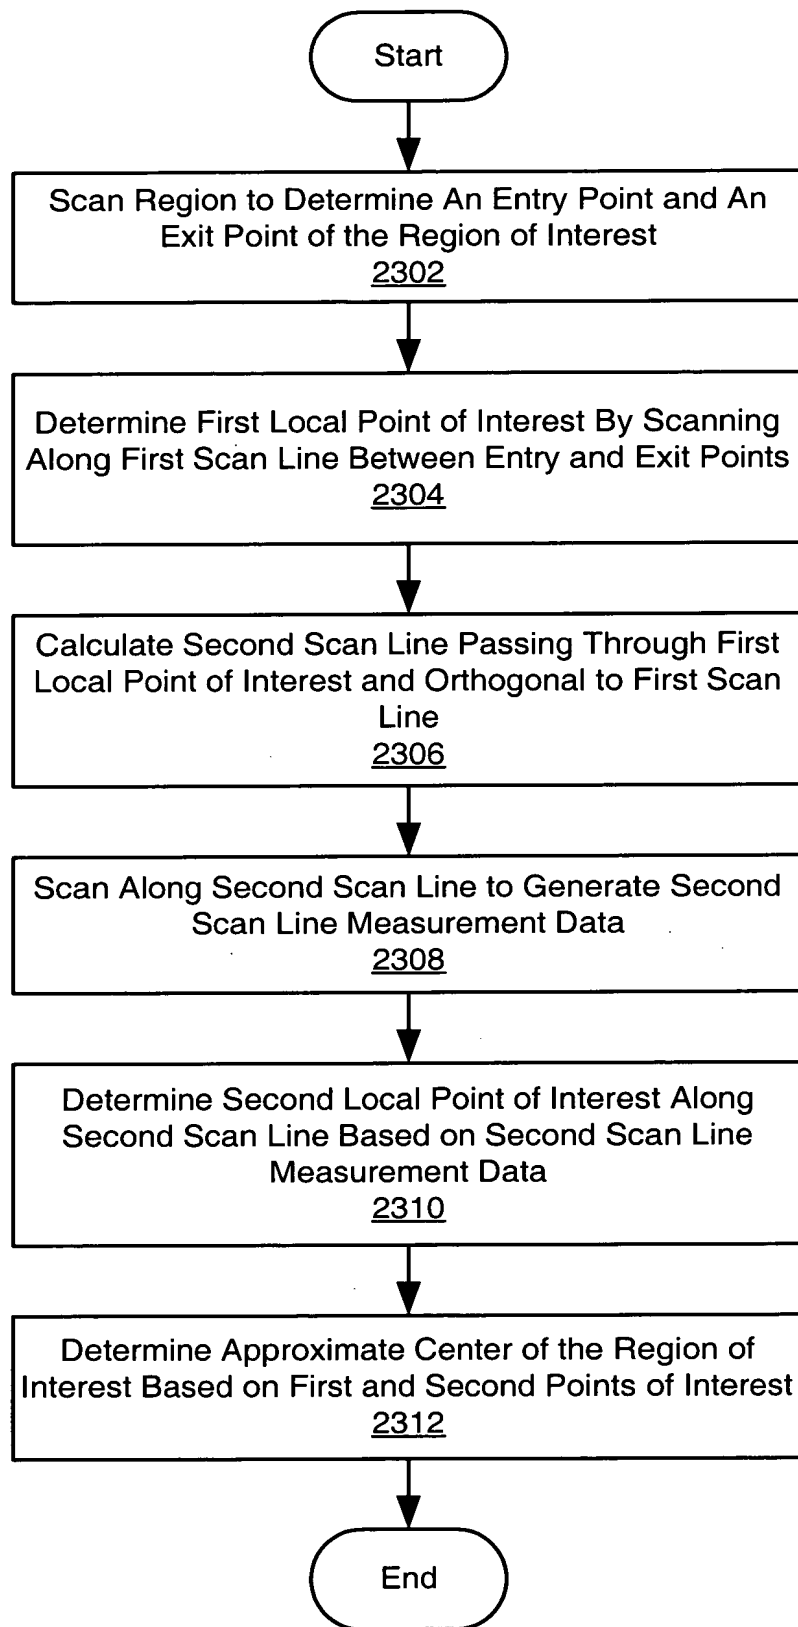 Start
Scan Region to Determine An Entry Point and An
Exit Point of the Region of Interest
2302
Determine First Local Point of Interest By Scanning
Along First Scan Line Between Entry and Exit Points
2304
Calculate Second Scan Line Passing Through First
Local Point of Interest and Orthogonal to First Scan
Line
2306
Scan Along Second Scan Line to Generate Second
Scan Line Measurement Data
2308
Determine Second Local Point of Interest Along
Second Scan Line Based on Second Scan Line
Measurement Data
2310
Determine Approximate Center of the Region of
Interest Based on First and Second Points of Interest
2312
End